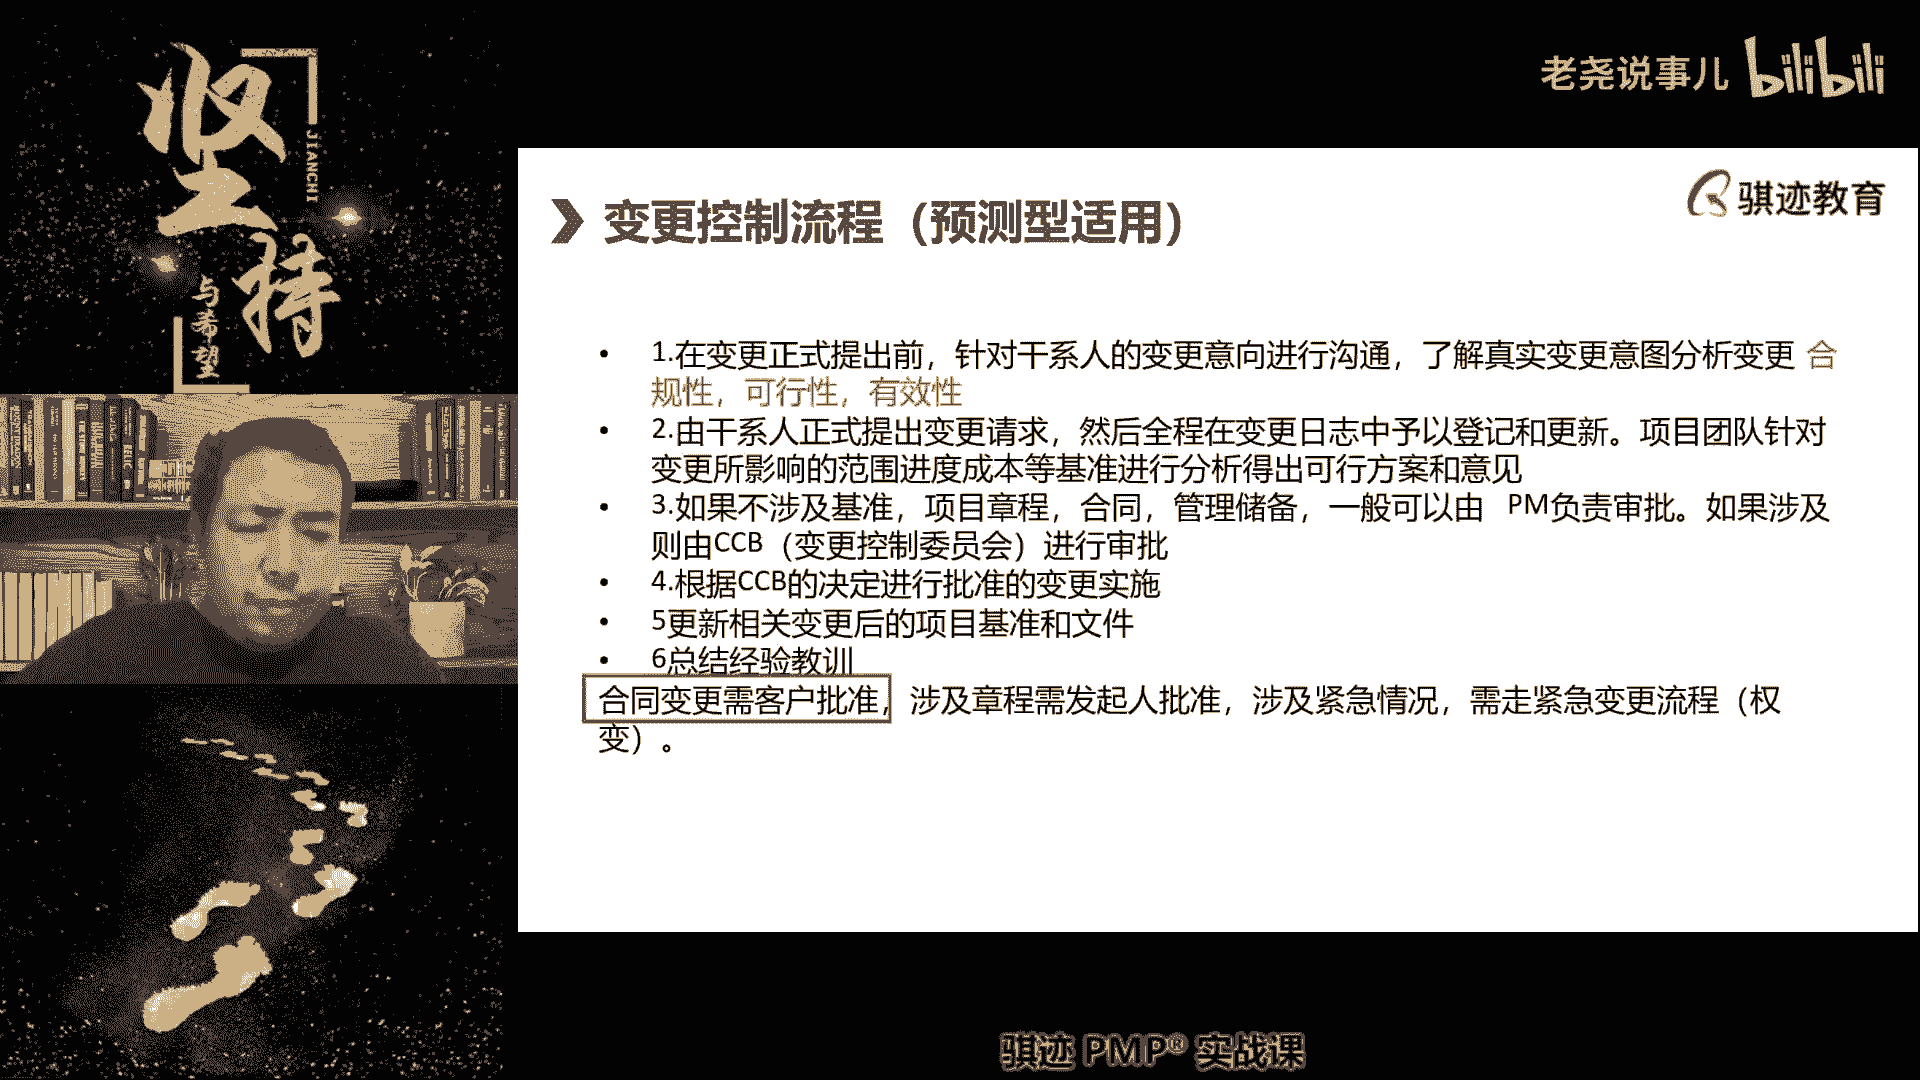 坚持
JIANCHI
与希望
老尧说事儿 bilibili
骐迹教育
变更控制流程（预测型适用）
• 1.在变更正式提出前，针对干系人的变更意向进行沟通，了解真实变更意图分析变更 合
规性，可行性，有效性
• 2.由干系人正式提出变更请求，然后全程在变更日志中予以登记和更新。项目团队针对
变更所影响的范围进度成本等基准进行分析得出可行方案和意见
• 3.如果不涉及基准，项目章程，合同，管理储备，一般可以由 PM负责审批。如果涉及
则由CCB（变更控制委员会）进行审批
• 4.根据CCB的决定进行批准的变更实施
• 5更新相关变更后的项目基准和文件
• 6总结经验教训
合同变更需客户批准，涉及章程需发起人批准，涉及紧急情况，需走紧急变更流程（权
变）。
骐迹 PMP® 实战课